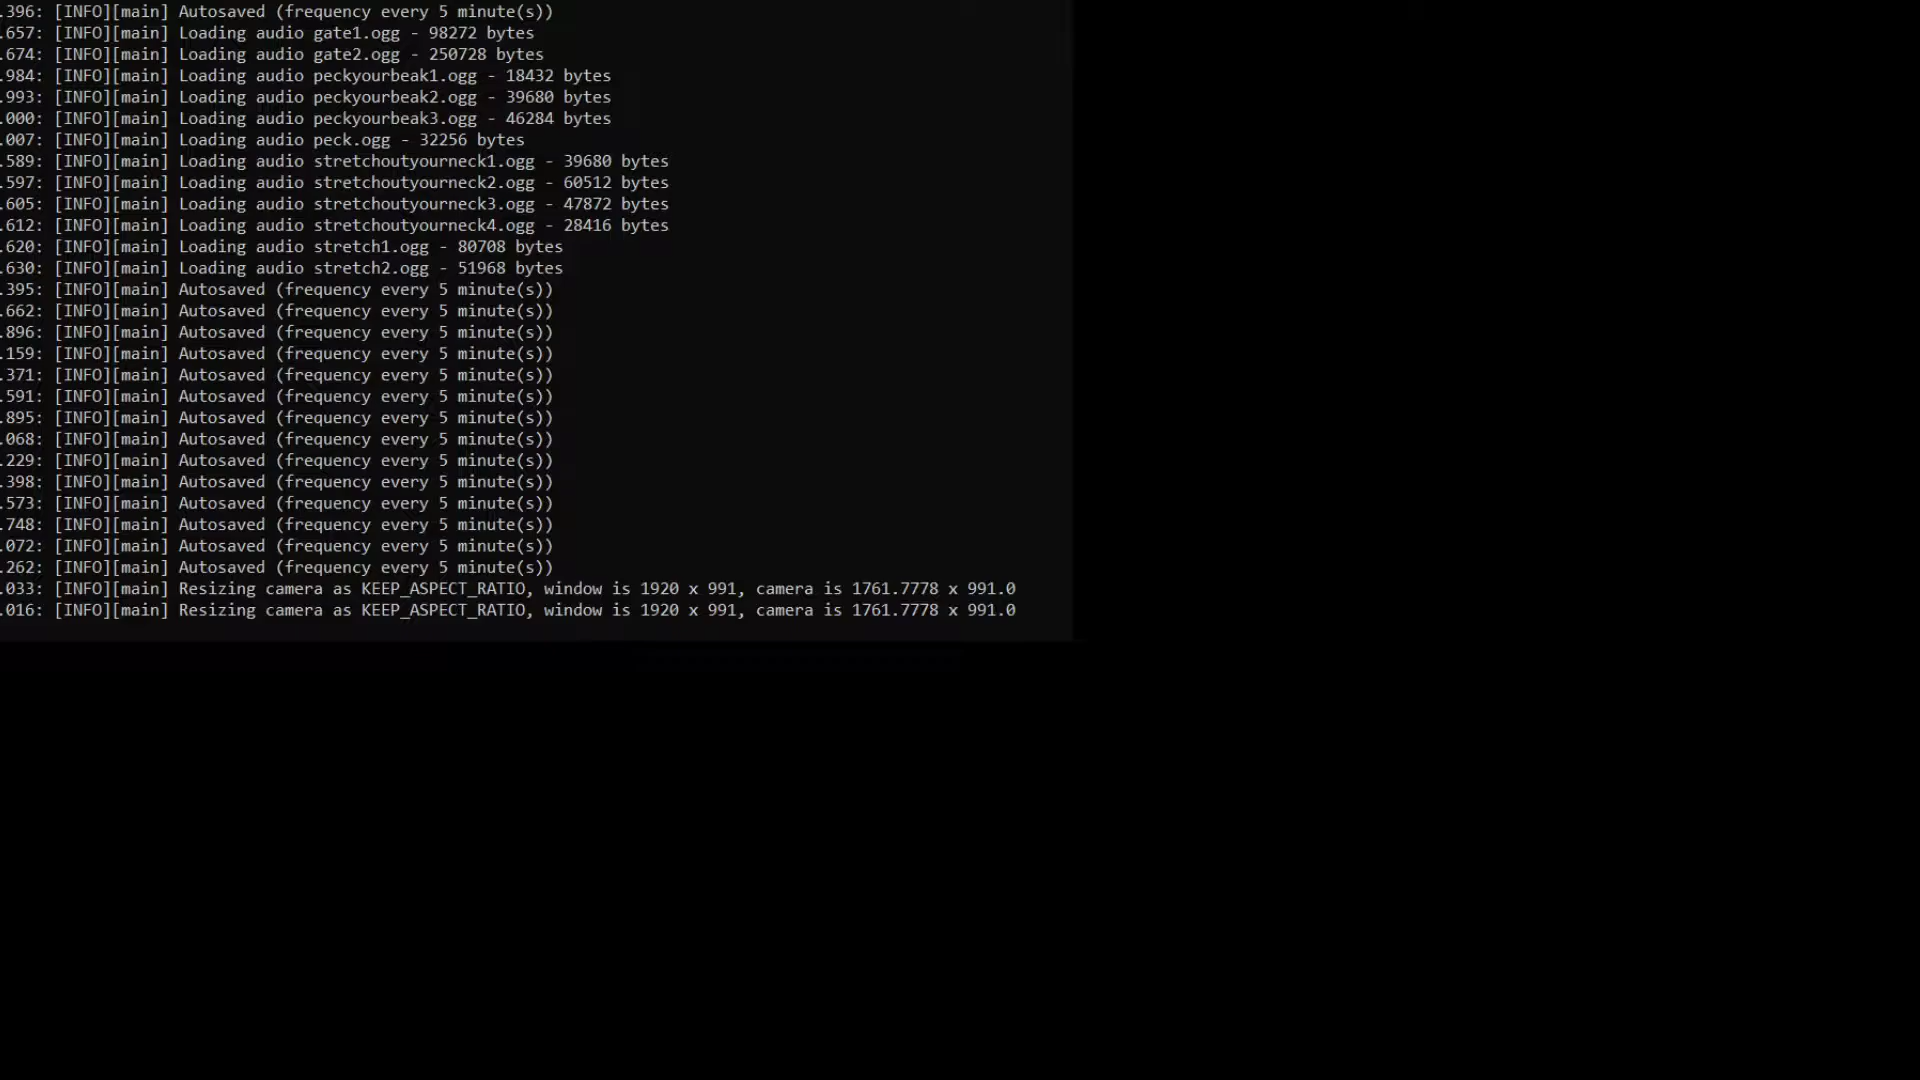 .396: [INFO][main] Autosaved (frequency every 5 minute(s))
.657: [INFO][main] Loading audio gate1.ogg - 98272 bytes
.674: [INFO][main] Loading audio gate2.ogg - 250728 bytes
.984: [INFO][main] Loading audio peckyourbeak1.ogg - 18432 bytes
.993: [INFO][main] Loading audio peckyourbeak2.ogg - 39680 bytes
.000: [INFO][main] Loading audio peckyourbeak3.ogg - 46284 bytes
.007: [INFO][main] Loading audio peck.ogg - 32256 bytes
.589: [INFO][main] Loading audio stretchoutyourneck1.ogg - 39680 bytes
.597: [INFO][main] Loading audio stretchoutyourneck2.ogg - 60512 bytes
.605: [INFO][main] Loading audio stretchoutyourneck3.ogg - 47872 bytes
.612: [INFO][main] Loading audio stretchoutyourneck4.ogg - 28416 bytes
.620: [INFO][main] Loading audio stretch1.ogg - 80708 bytes
.630: [INFO][main] Loading audio stretch2.ogg - 51968 bytes
.395: [INFO][main] Autosaved (frequency every 5 minute(s))
.662: [INFO][main] Autosaved (frequency every 5 minute(s))
.896: [INFO][main] Autosaved (frequency every 5 minute(s))
.159: [INFO][main] Autosaved (frequency every 5 minute(s))
.371: [INFO][main] Autosaved (frequency every 5 minute(s))
.591: [INFO][main] Autosaved (frequency every 5 minute(s))
.895: [INFO][main] Autosaved (frequency every 5 minute(s))
.068: [INFO][main] Autosaved (frequency every 5 minute(s))
.229: [INFO][main] Autosaved (frequency every 5 minute(s))
.398: [INFO][main] Autosaved (frequency every 5 minute(s))
.573: [INFO][main] Autosaved (frequency every 5 minute(s))
.748: [INFO][main] Autosaved (frequency every 5 minute(s))
.072: [INFO][main] Autosaved (frequency every 5 minute(s))
.262: [INFO][main] Autosaved (frequency every 5 minute(s))
.033: [INFO][main] Resizing camera as KEEP_ASPECT_RATIO, window is 1920 x 991, camera is 1761.7778 x 991.0
.016: [INFO][main] Resizing camera as KEEP_ASPECT_RATIO, window is 1920 x 991, camera is 1761.7778 x 991.0